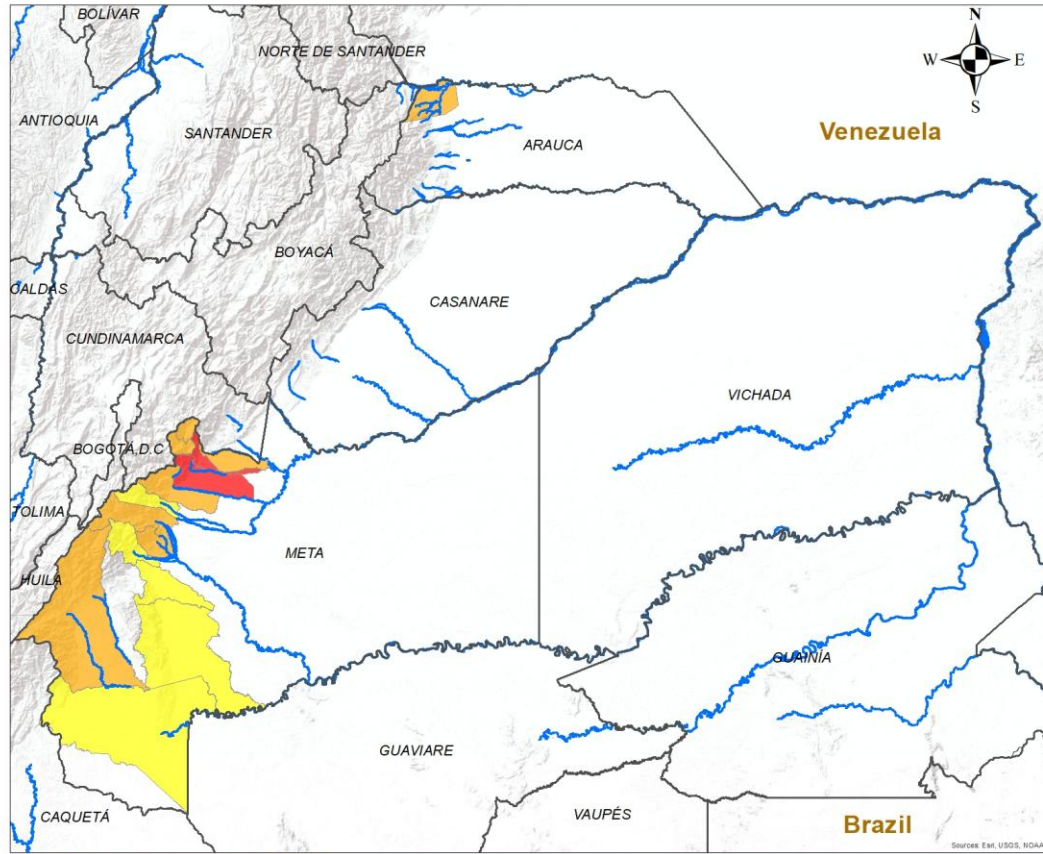 BOLÍVAR
N
NORTE DE SANTANDER
W
E
S
ANTIOQUIA
SANTANDER
ARAUCA
Venezuela
BOYACÁ
CALDAS
CASANARE
CUNDINAMARCA
VICHADA
BOGOTÁ, D.C
TOLIMA
META
HUILA
GUAINÍA
GUAVIARE
CAQUETÁ
VAUPÉS
Brazil
Sources: Esri, USGS, NOAA